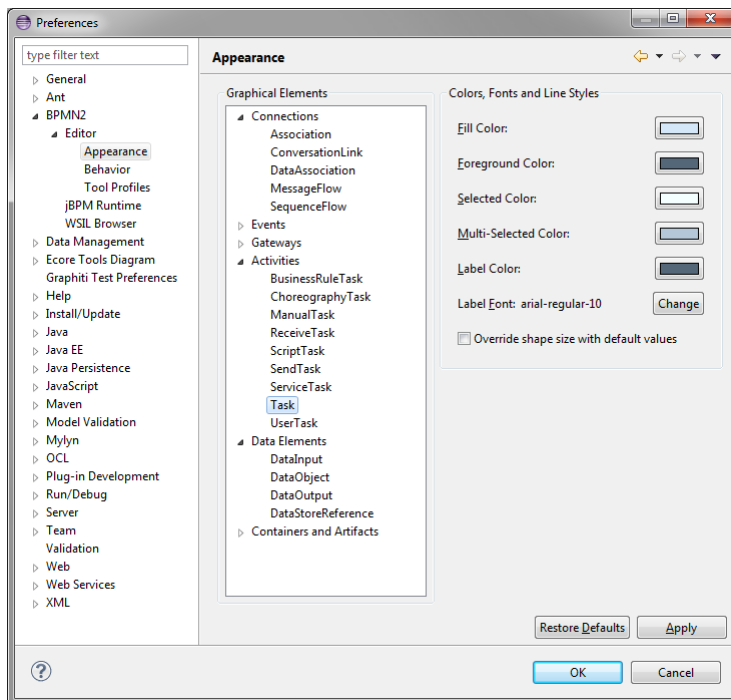 Preferences
type filter text
General
Ant
BPMN2
Editor
Appearance
Behavior
Tool Profiles
jBPM Runtime
WSIL Browser
Data Management
Ecore Tools Diagram
Graphiti Test Preferences
Help
Install/Update
Java
Java EE
Java Persistence
JavaScript
Maven
Model Validation
Mylyn
OCL
Plug-in Development
Run/Debug
Server
Team
Validation
Web
Web Services
XML
Appearance
Graphical Elements
Connections
Association
ConversationLink
DataAssociation
MessageFlow
SequenceFlow
Events
Gateways
Activities
BusinessRuleTask
ChoreographyTask
ManualTask
ReceiveTask
ScriptTask
SendTask
ServiceTask
Task
UserTask
Data Elements
DataInput
DataObject
DataOutput
DataStoreReference
Containers and Artifacts
Colors, Fonts and Line Styles
Fill Color:
Foreground Color:
Selected Color:
Multi-Selected Color:
Label Color:
Label Font: arial-regular-10 Change
Override shape size with default values
Restore Defaults Apply
? OK Cancel